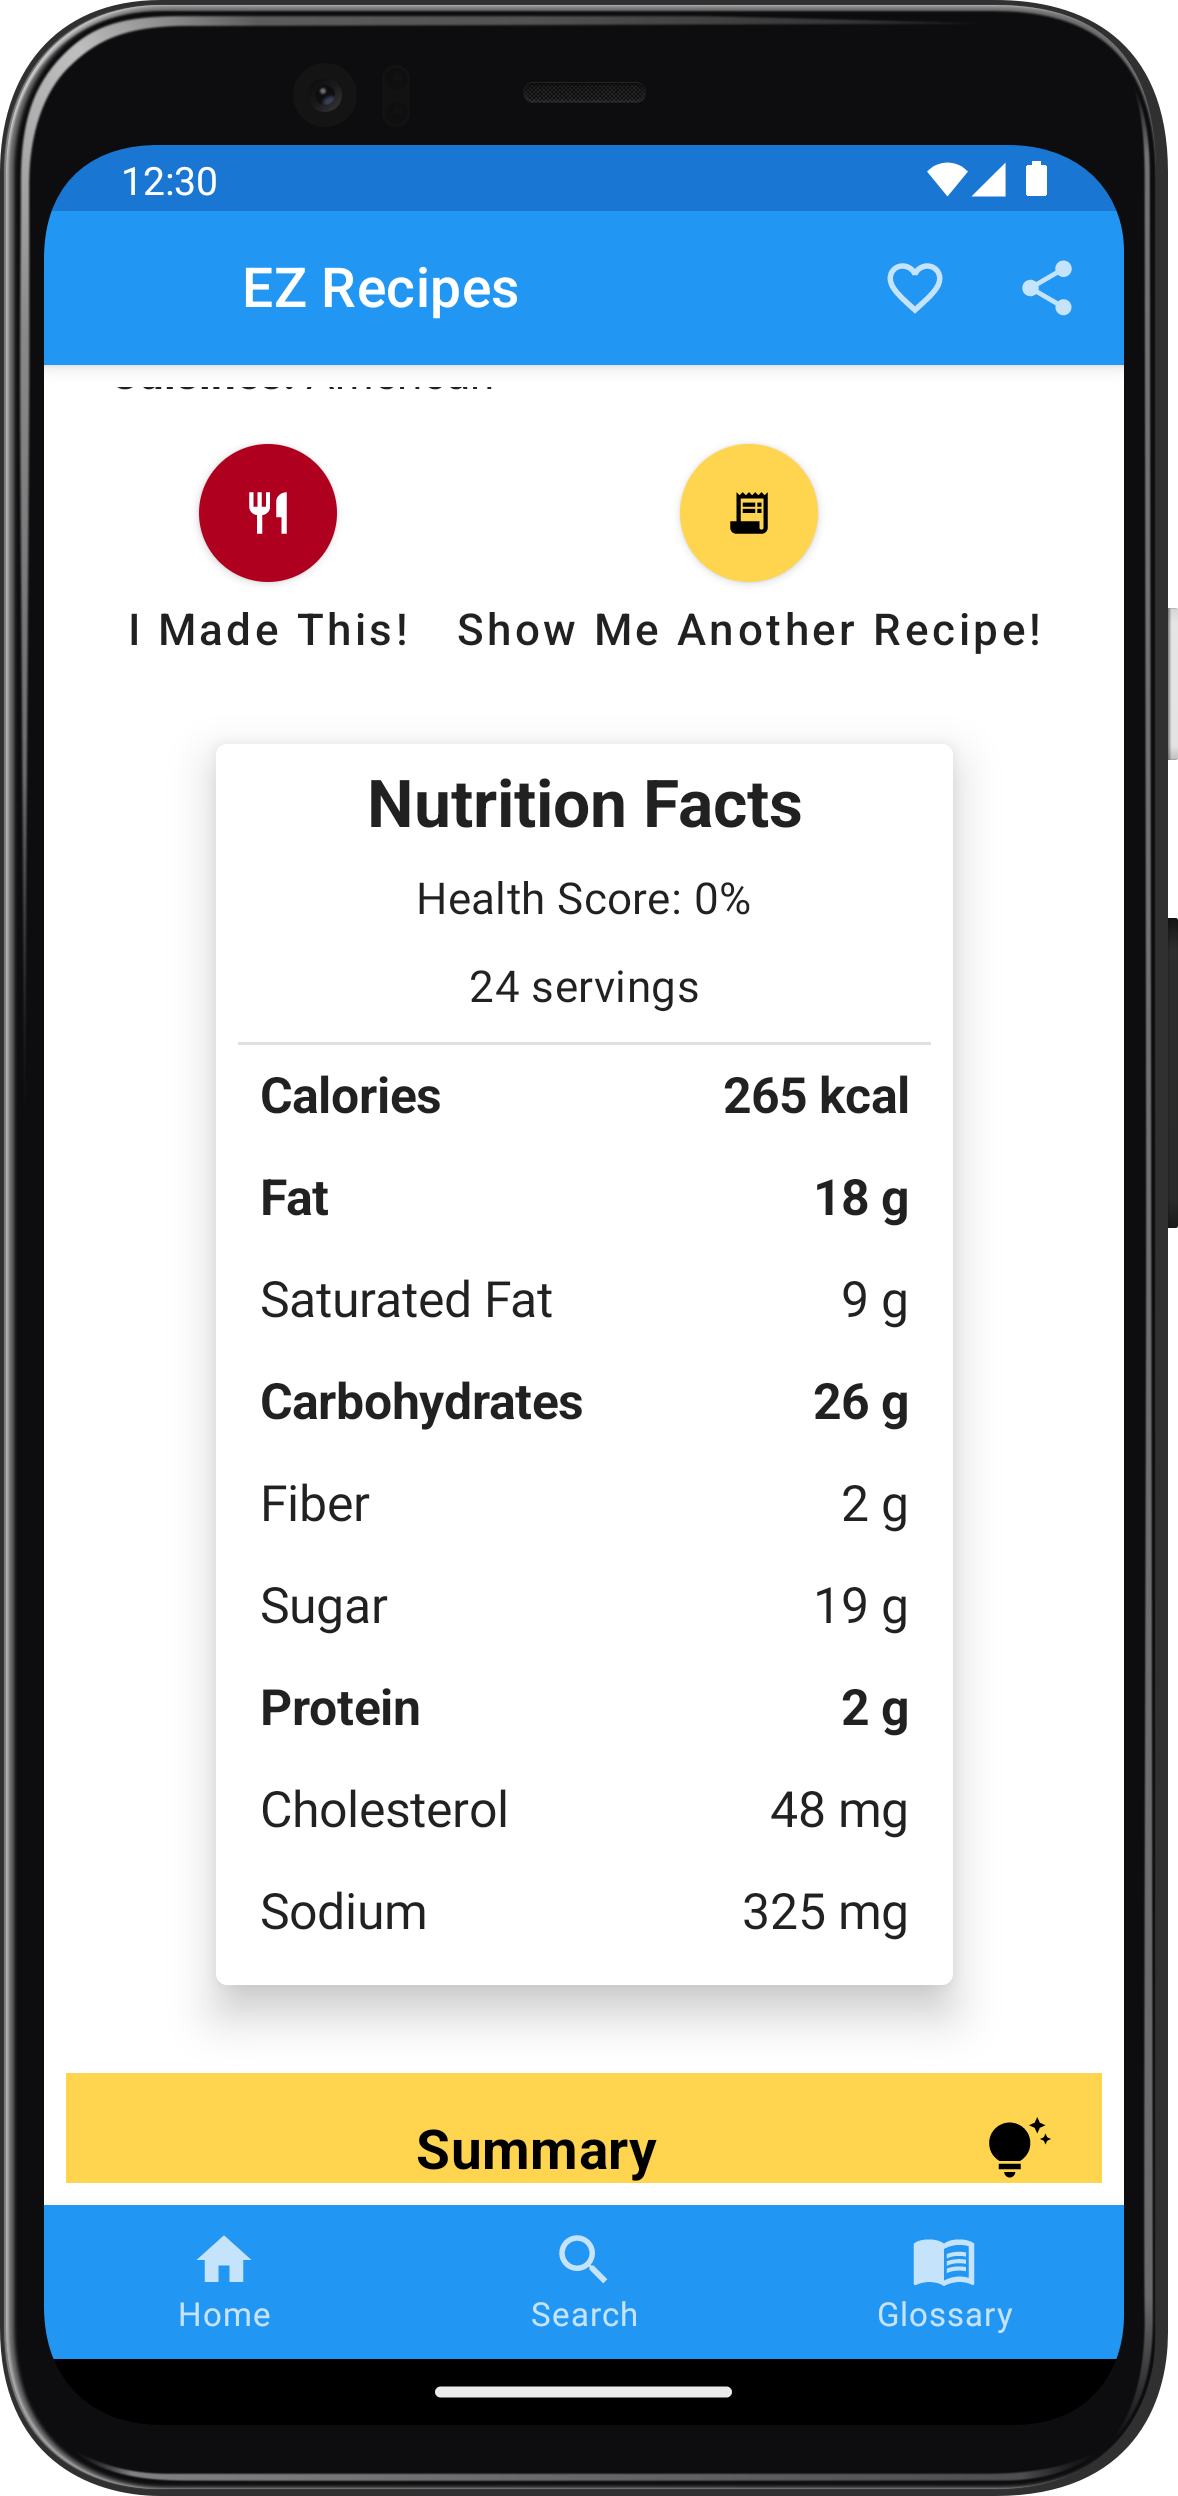 12:30
EZ Recipes
American
I Made This!
Show Me Another Recipe!
Nutrition Facts
Health Score: 0%
24 servings
Calories 265 kcal
Fat 18 g
Saturated Fat 9 g
Carbohydrates 26 g
Fiber 2 g
Sugar 19 g
Protein 2 g
Cholesterol 48 mg
Sodium 325 mg
Summary
Home
Search
Glossary